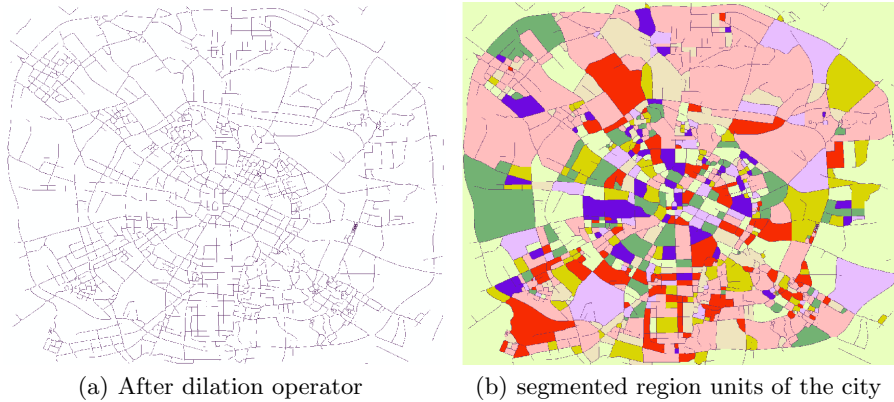 (a) After dilation operator
(b) segmented region units of the city